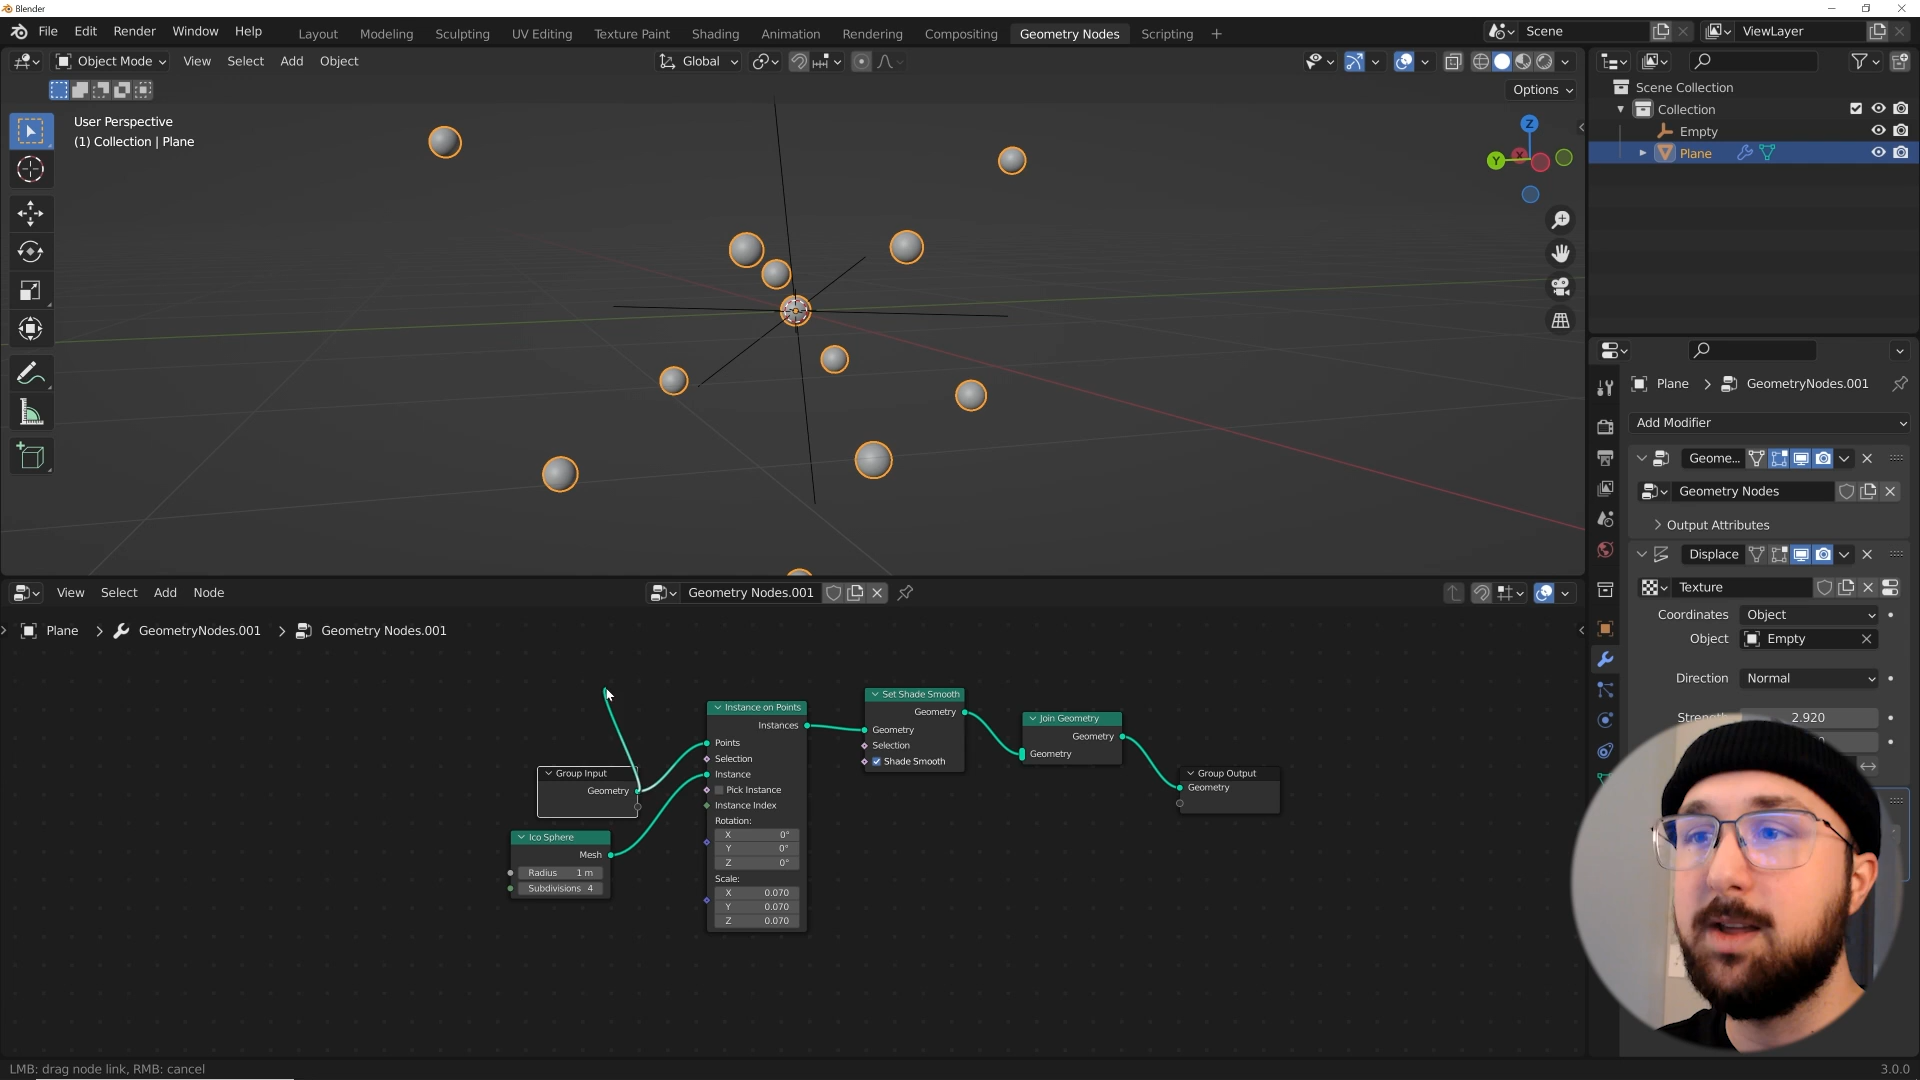 Blender
File Edit Render Window Help
Layout Modeling Sculpting UV Editing Texture Paint Shading Animation Rendering Compositing Geometry Nodes Scripting +
Scene
ViewLayer
Object Mode View Select Add Object
Global
Options
User Perspective
(1) Collection | Plane
Z
Y
X
Scene Collection
Collection
Empty
Plane
Plane > GeometryNodes.001
Add Modifier
Geome...
Geometry Nodes
Output Attributes
Displace
Texture
Coordinates Object
Object Empty
Direction Normal
2.920
View Select Add Node
Geometry Nodes.001
Plane > GeometryNodes.001 > Geometry Nodes.001
Group Input
Geometry
Ico Sphere
Mesh
Radius 1 m
Subdivisions 4
Instance on Points
Instances
Points
Selection
Instance
Pick Instance
Instance Index
Rotation:
X 0°
Y 0°
Z 0°
Scale:
X 0.070
Y 0.070
Z 0.070
Set Shade Smooth
Geometry
Geometry
Selection
Shade Smooth
Join Geometry
Geometry
Geometry
Group Output
Geometry
LMB: drag node link, RMB: cancel
3.0.0